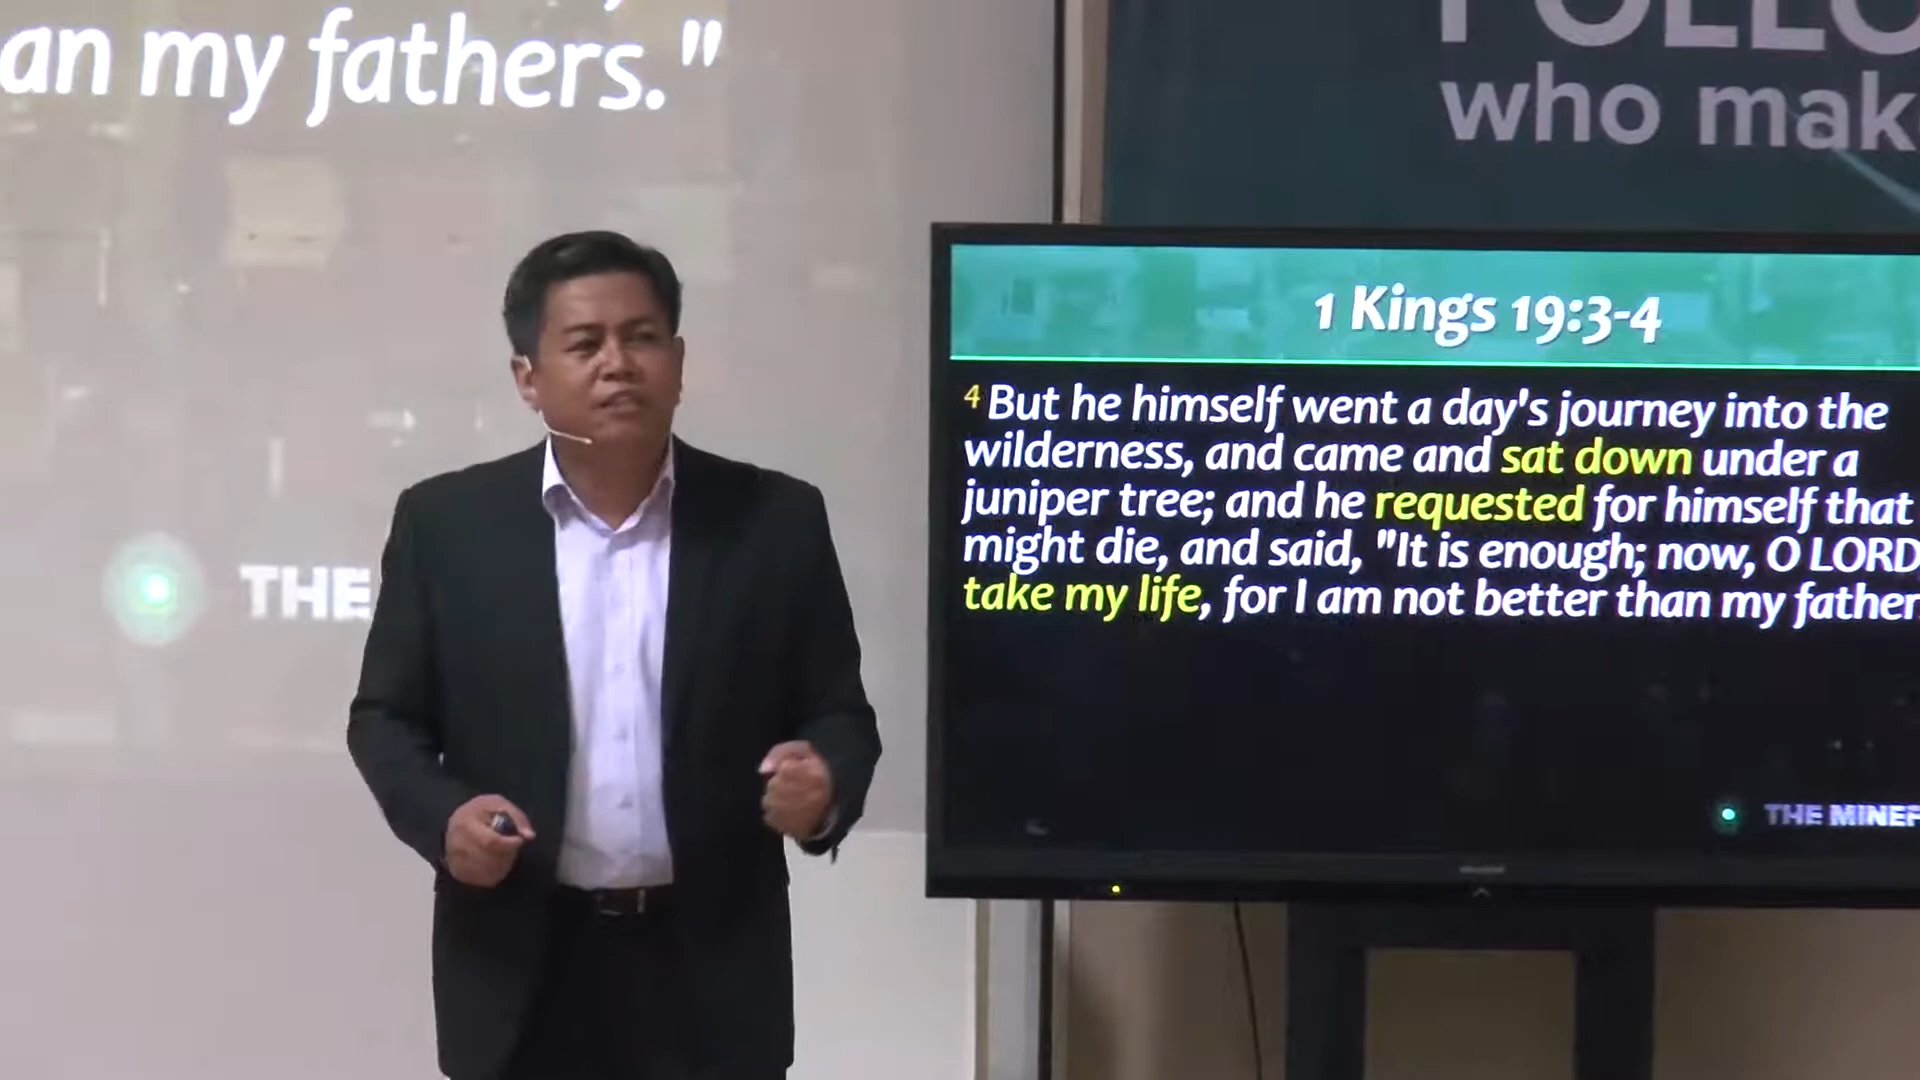 an my fathers."
THE
who mak
1 Kings 19:3-4
4 But he himself went a day's journey into the
wilderness, and came and sat down under a
juniper tree; and he requested for himself that
might die, and said, "It is enough; now, O LORD
take my life, for I am not better than my father
THE MINE